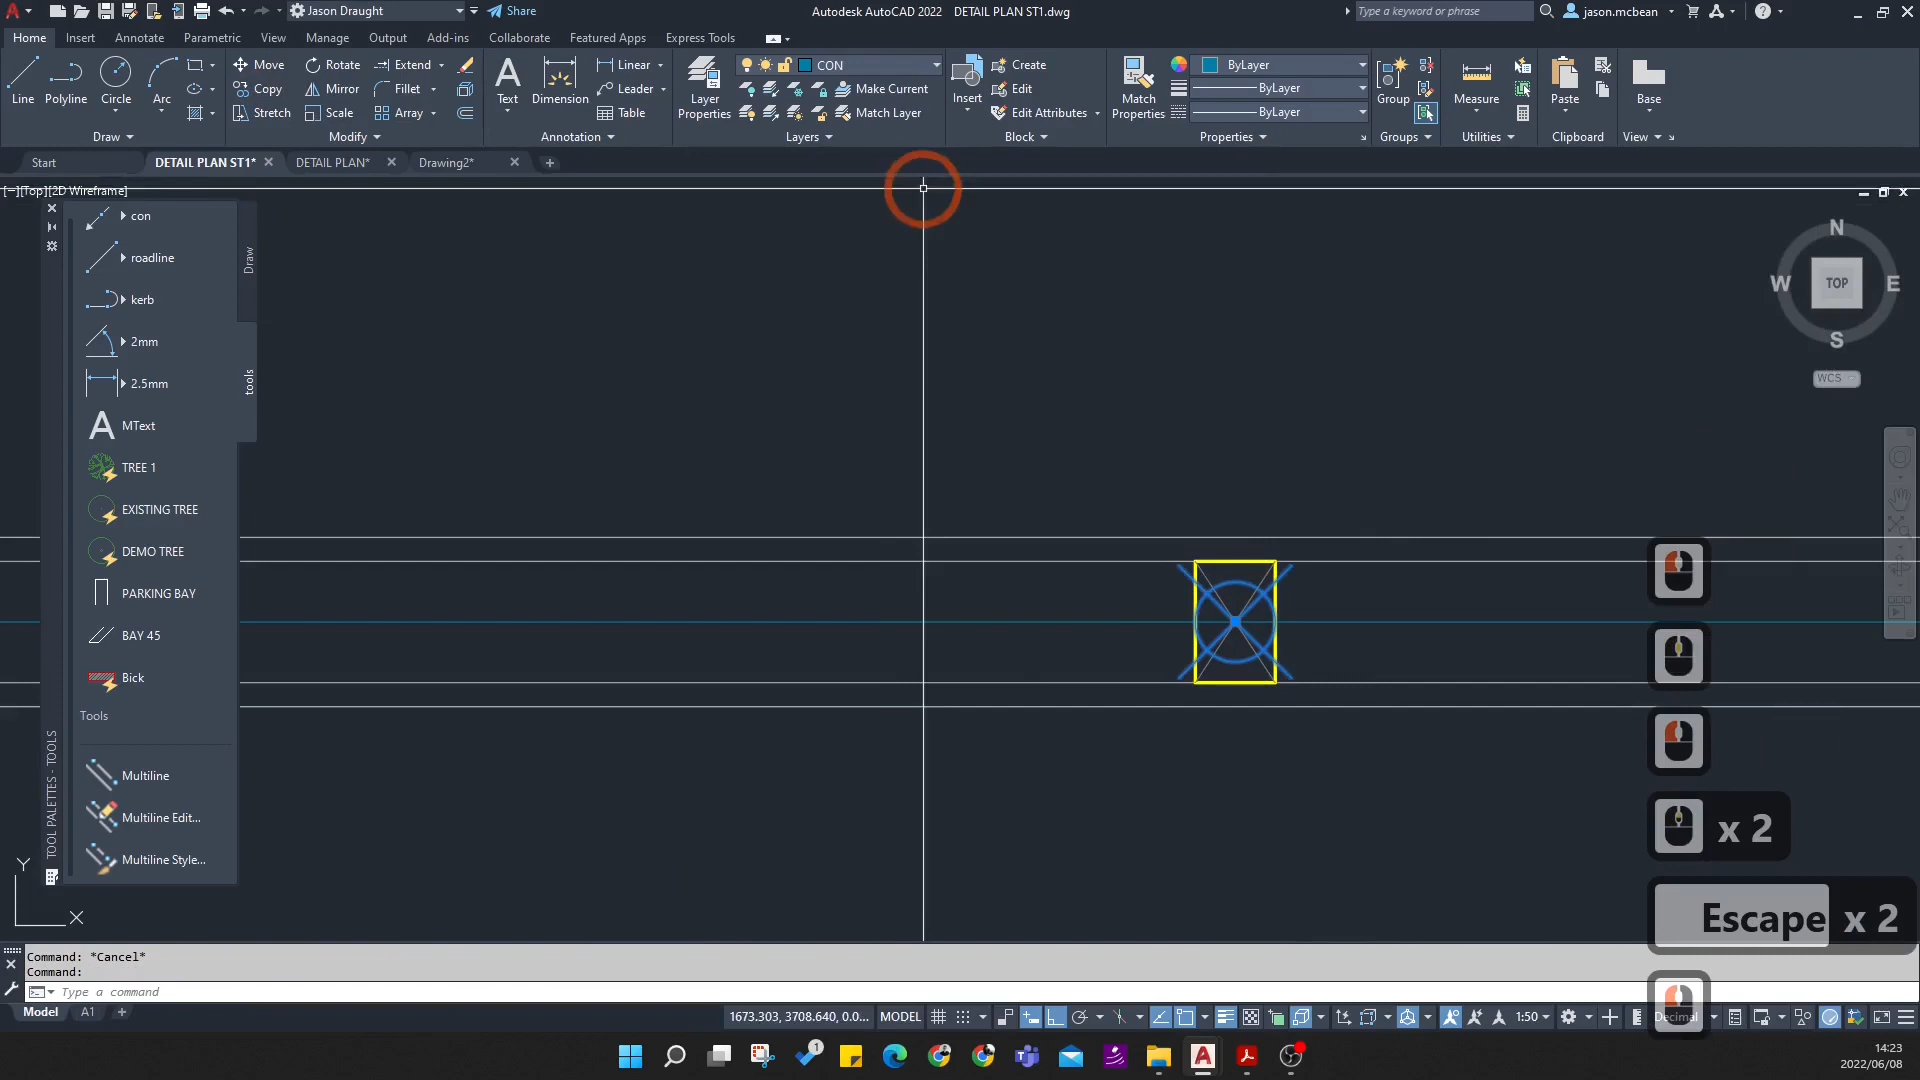 Jason Draught
Share
Autodesk AutoCAD 2022 DETAIL PLAN ST1.dwg
Type a keyword or phrase
jason.mcbean
Home Insert Annotate Parametric View Manage Output Add-ins Collaborate Featured Apps Express Tools
Line Polyline Circle Arc
Draw
Move Rotate Extend
Copy Mirror Fillet
Stretch Scale Array
Modify
Text Dimension
Linear
Leader
Table
Annotation
Layer
Properties
CON
Make Current
Match Layer
Layers
Insert
Create
Edit
Edit Attributes
Block
Match
Properties
ByLayer
ByLayer
ByLayer
Properties
Group
Groups
Measure
Utilities
Paste
Clipboard
Base
View
Start DETAIL PLAN ST1* DETAIL PLAN* Drawing2*
[−][Top][2D Wireframe]
con
roadline
kerb
2mm
2.5mm
MText
TREE 1
EXISTING TREE
DEMO TREE
PARKING BAY
BAY 45
Bick
Tools
Multiline
Multiline Edit...
Multiline Style...
Draw
tools
TOOL PALETTES - TOOLS
N
W TOP E
S
WCS
x 2
Escape x 2
Y
X
Command: *Cancel*
Command:
Type a command
Model A1
1673.303, 3708.640, 0.0... MODEL
1:50
Decimal
1
14:23
2022/06/08